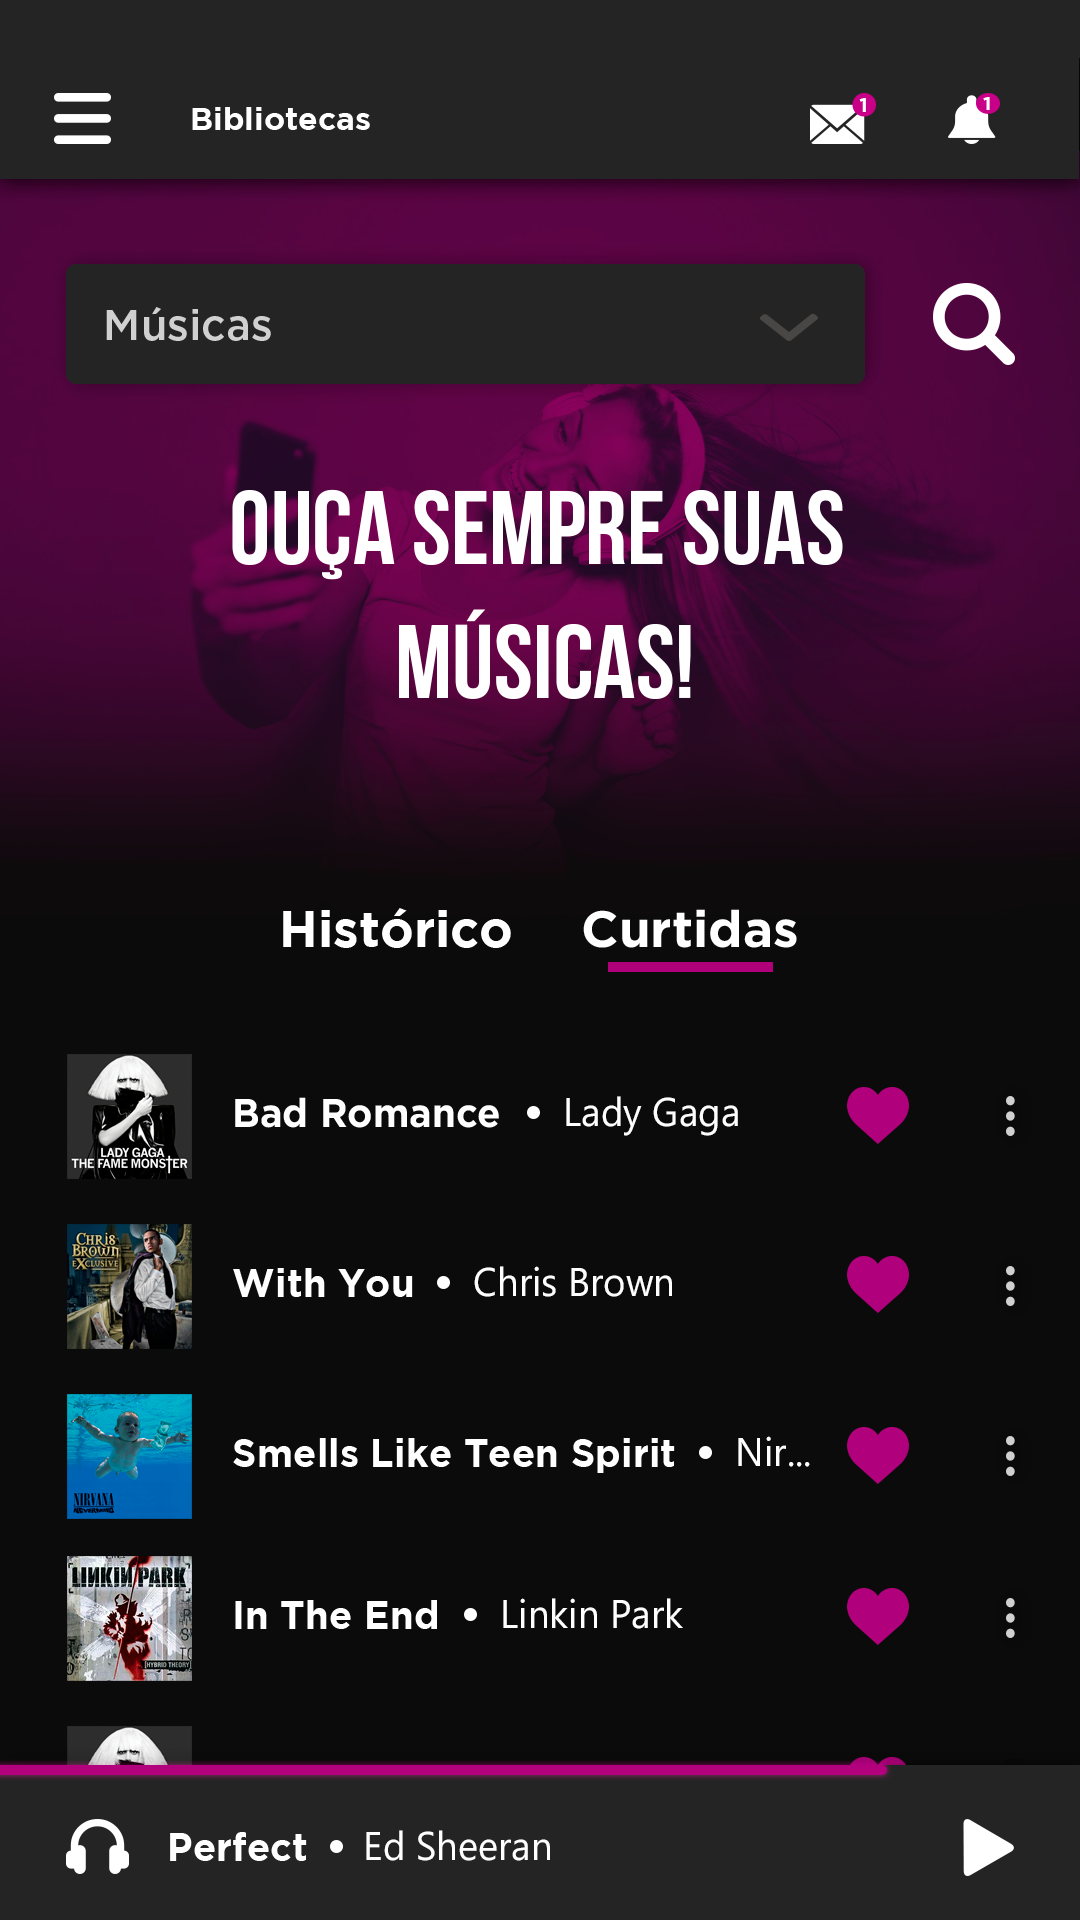 Bibliotecas
1
1
Músicas
OUÇA SEMPRE SUAS
MÚSICAS!
Histórico Curtidas
LADY GAGA
THE FAME MONSTER
Bad Romance • Lady Gaga
CHRIS
BROWN
EXCLUSIVE
With You • Chris Brown
NIRVANA
NEVERMIND
Smells Like Teen Spirit • Nir...
LINKIN PARK
[HYBRID THEORY]
In The End • Linkin Park
Perfect • Ed Sheeran